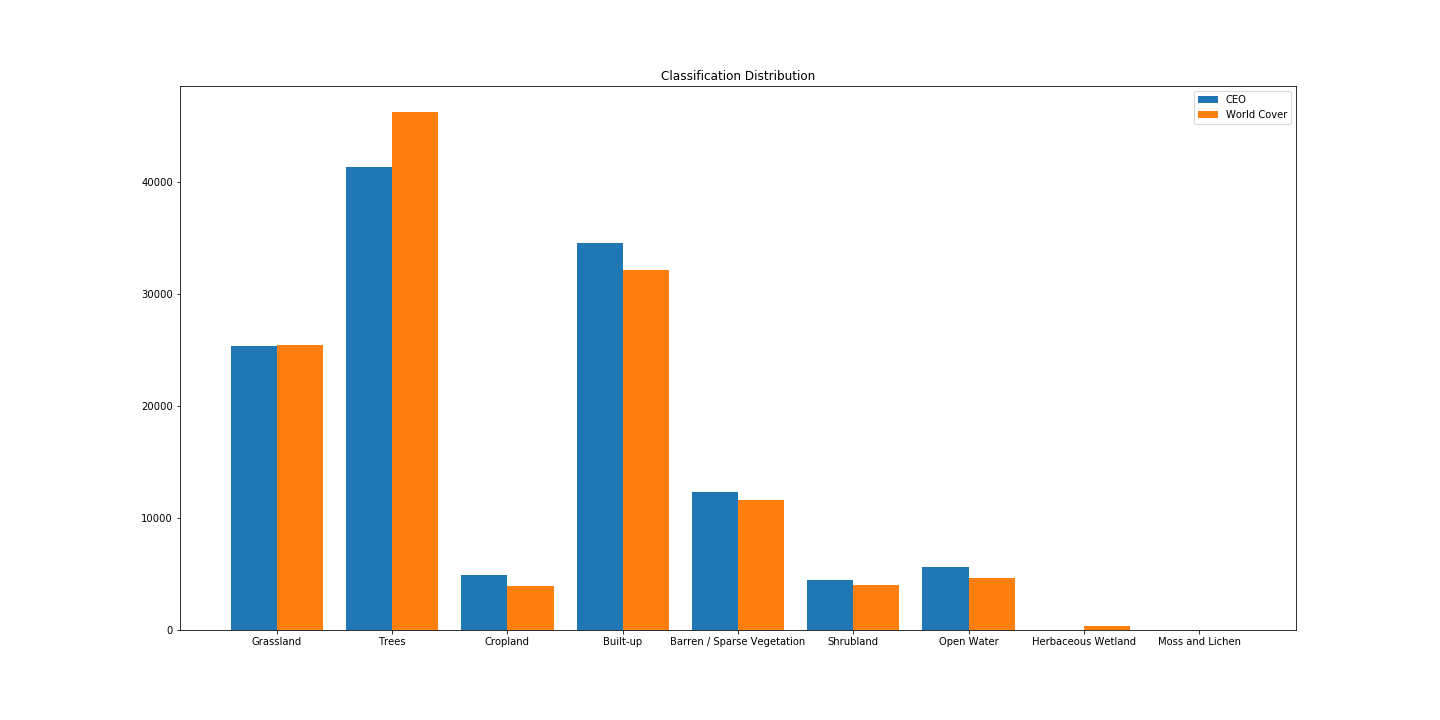 Classification Distribution
CEO
World Cover
40000
30000
20000
10000
0
Grassland Trees Cropland Built-up Barren / Sparse Vegetation Shrubland Open Water Herbaceous Wetland Moss and Lichen